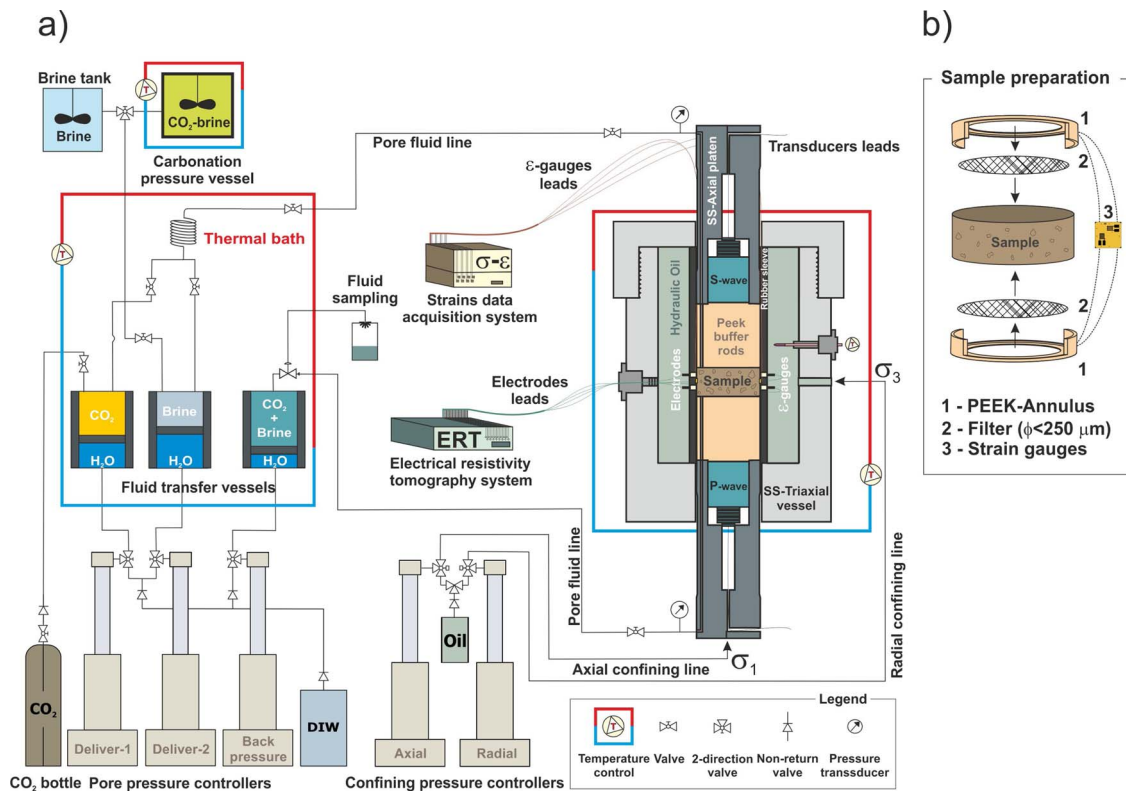 a)
b)
Brine tank
Brine
T
CO₂-brine
Carbonation
pressure vessel
Pore fluid line
ε-gauges
leads
Transducers leads
SS-Axial platen
Thermal bath
T
σ-ε
Strains data
acquisition system
Fluid
sampling
S-wave
Rubber sleeve
Hydraulic Oil
Peek
buffer
rods
T
Electrodes
Sample
ε-gauges
σ3
Electrodes
leads
ERT
Electrical resistivity
tomography system
P-wave
SS-Triaxial
vessel
T
CO₂
H₂O
Brine
H₂O
CO₂
+
Brine
H₂O
Fluid transfer vessels
Pore fluid line
Radial confining line
Oil
Axial confining line
σ1
CO₂
DIW
Deliver-1
Deliver-2
Back
pressure
Axial
Radial
CO₂ bottle
Pore pressure controllers
Confining pressure controllers
Legend
T
Temperature
control
Valve
2-direction
valve
Non-return
valve
Pressure
transsducer
Sample preparation
1
2
3
Sample
2
1
1 - PEEK-Annulus
2 - Filter (ϕ<250 μm)
3 - Strain gauges